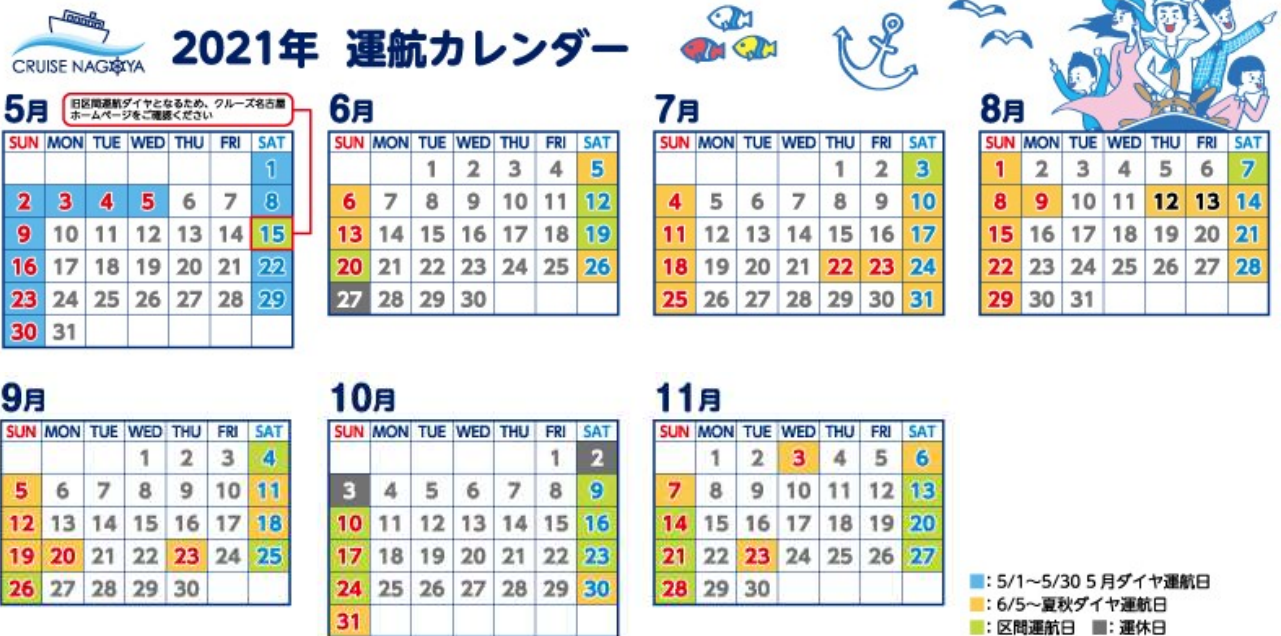 CRUISE NAGOYA
2021年 運航カレンダー
5月
旧区間運航ダイヤとなるため、クルーズ名古屋
ホームページをご確認ください
SUN MON TUE WED THU FRI SAT
1
2 3 4 5 6 7 8
9 10 11 12 13 14 15
16 17 18 19 20 21 22
23 24 25 26 27 28 29
30 31
6月
SUN MON TUE WED THU FRI SAT
1 2 3 4 5
6 7 8 9 10 11 12
13 14 15 16 17 18 19
20 21 22 23 24 25 26
27 28 29 30
7月
SUN MON TUE WED THU FRI SAT
1 2 3
4 5 6 7 8 9 10
11 12 13 14 15 16 17
18 19 20 21 22 23 24
25 26 27 28 29 30 31
8月
SUN MON TUE WED THU FRI SAT
1 2 3 4 5 6 7
8 9 10 11 12 13 14
15 16 17 18 19 20 21
22 23 24 25 26 27 28
29 30 31
9月
SUN MON TUE WED THU FRI SAT
1 2 3 4
5 6 7 8 9 10 11
12 13 14 15 16 17 18
19 20 21 22 23 24 25
26 27 28 29 30
10月
SUN MON TUE WED THU FRI SAT
1 2
3 4 5 6 7 8 9
10 11 12 13 14 15 16
17 18 19 20 21 22 23
24 25 26 27 28 29 30
31
11月
SUN MON TUE WED THU FRI SAT
1 2 3 4 5 6
7 8 9 10 11 12 13
14 15 16 17 18 19 20
21 22 23 24 25 26 27
28 29 30
■：5/1～5/30 5月ダイヤ運航日
■：6/5～夏秋ダイヤ運航日
■：区間運航日 ■：運休日